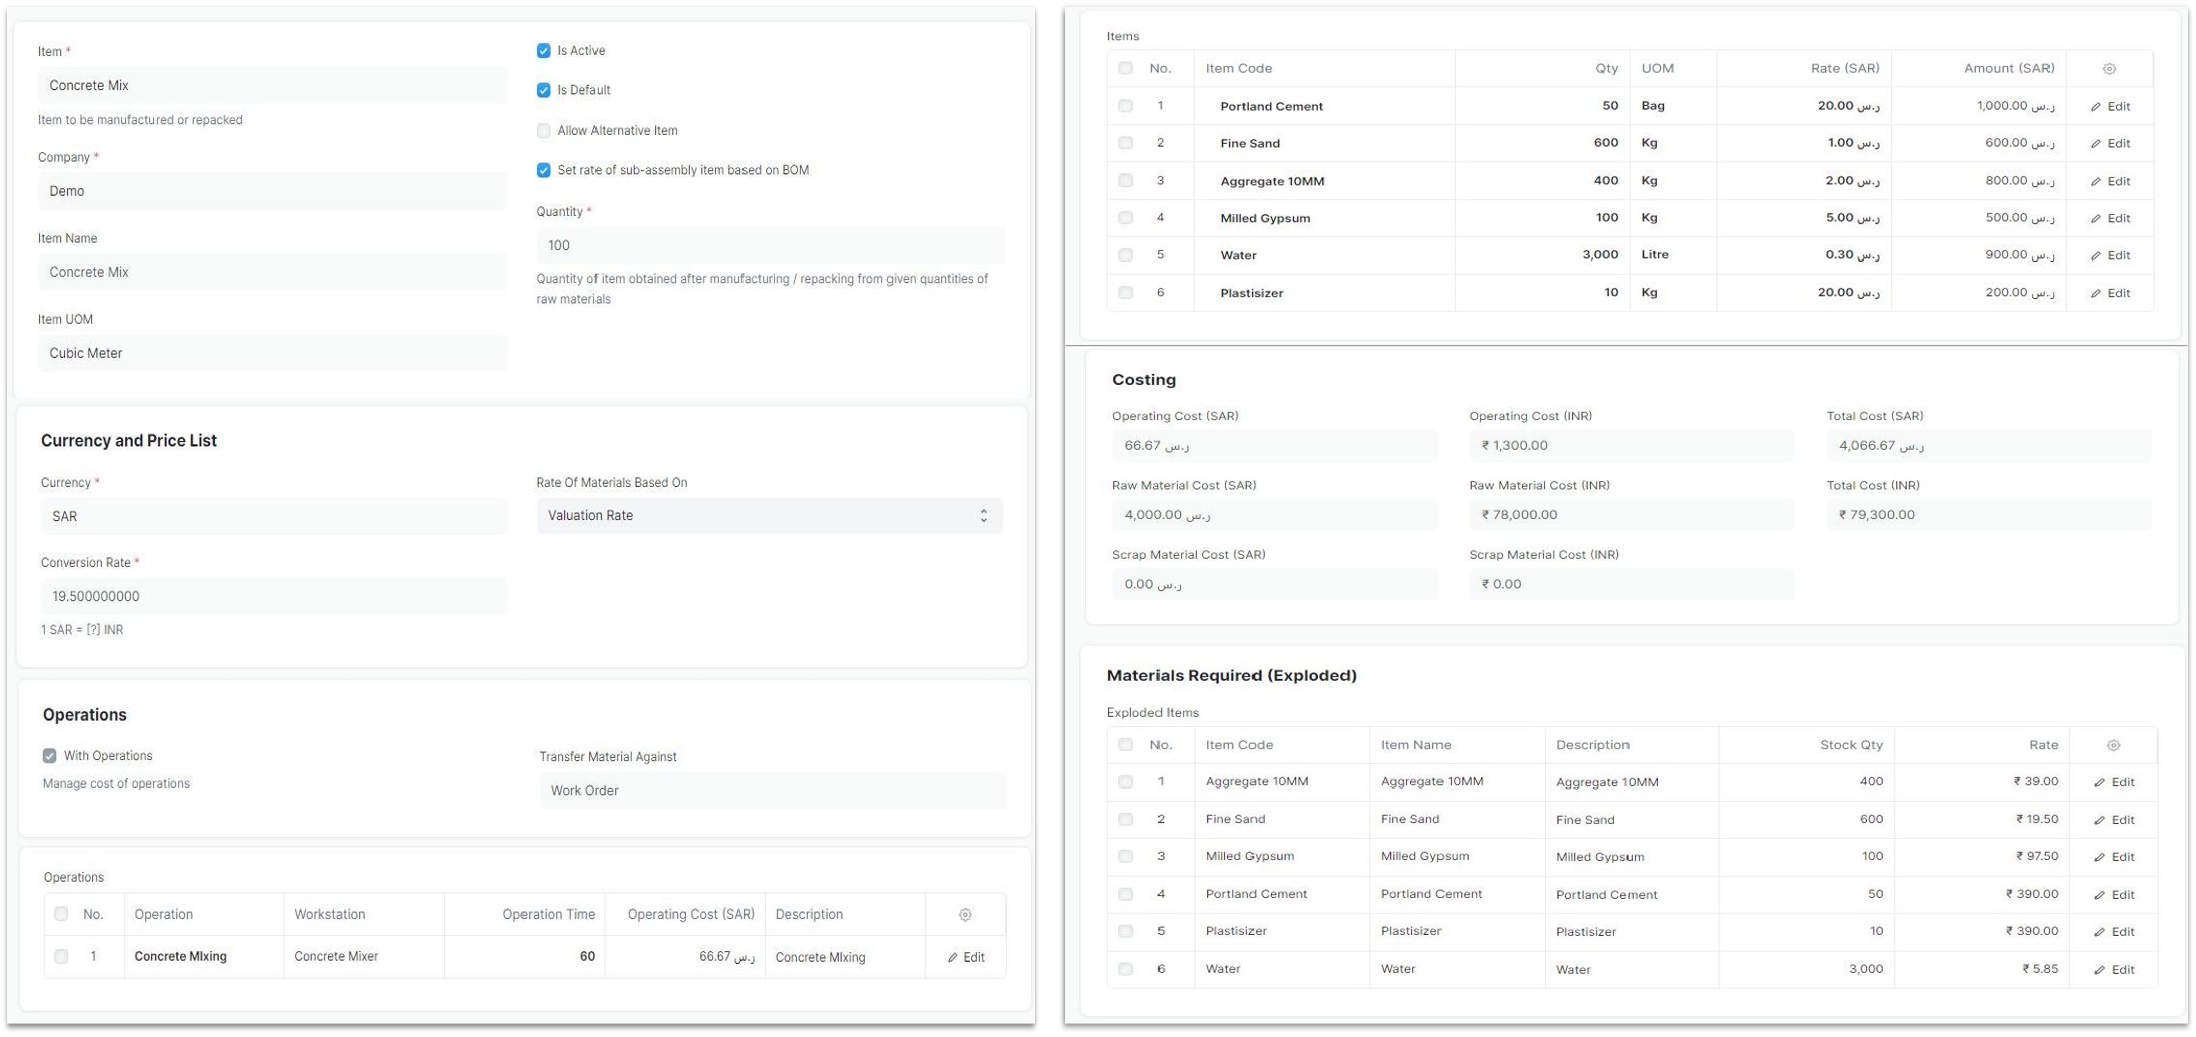 Item *
Concrete Mix
Item to be manufactured or repacked
Company *
Demo
Item Name
Concrete Mix
Item UOM
Cubic Meter
Is Active
Is Default
Allow Alternative Item
Set rate of sub-assembly item based on BOM
Quantity *
100
Quantity of item obtained after manufacturing / repacking from given quantities of
raw materials
Currency and Price List
Currency *
SAR
Conversion Rate *
19.500000000
1 SAR = [?] INR
Rate Of Materials Based On
Valuation Rate
Operations
With Operations
Manage cost of operations
Transfer Material Against
Work Order
Operations
No. Operation Workstation Operation Time Operating Cost (SAR) Description
1 Concrete MIxing Concrete Mixer 60 66.67 ر.س Concrete MIxing Edit
Items
No. Item Code Qty UOM Rate (SAR) Amount (SAR)
1 Portland Cement 50 Bag 20.00 ر.س 1,000.00 ر.س Edit
2 Fine Sand 600 Kg 1.00 ر.س 600.00 ر.س Edit
3 Aggregate 10MM 400 Kg 2.00 ر.س 800.00 ر.س Edit
4 Milled Gypsum 100 Kg 5.00 ر.س 500.00 ر.س Edit
5 Water 3,000 Litre 0.30 ر.س 900.00 ر.س Edit
6 Plastisizer 10 Kg 20.00 ر.س 200.00 ر.س Edit
Costing
Operating Cost (SAR) Operating Cost (INR) Total Cost (SAR)
66.67 ر.س ₹ 1,300.00 4,066.67 ر.س
Raw Material Cost (SAR) Raw Material Cost (INR) Total Cost (INR)
4,000.00 ر.س ₹ 78,000.00 ₹ 79,300.00
Scrap Material Cost (SAR) Scrap Material Cost (INR)
0.00 ر.س ₹ 0.00
Materials Required (Exploded)
Exploded Items
No. Item Code Item Name Description Stock Qty Rate
1 Aggregate 10MM Aggregate 10MM Aggregate 10MM 400 ₹ 39.00 Edit
2 Fine Sand Fine Sand Fine Sand 600 ₹ 19.50 Edit
3 Milled Gypsum Milled Gypsum Milled Gypsum 100 ₹ 97.50 Edit
4 Portland Cement Portland Cement Portland Cement 50 ₹ 390.00 Edit
5 Plastisizer Plastisizer Plastisizer 10 ₹ 390.00 Edit
6 Water Water Water 3,000 ₹ 5.85 Edit